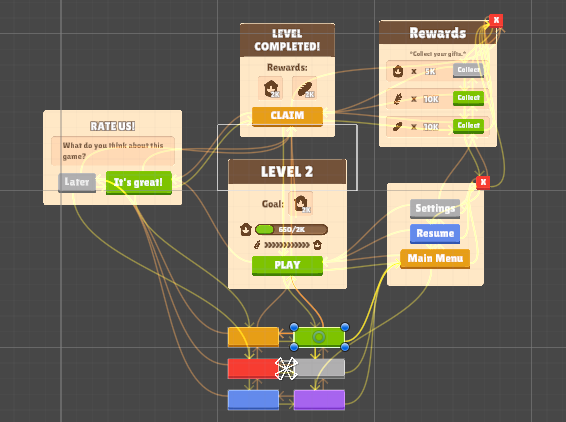 LEVEL
COMPLETED!
Rewards:
2K
2K
CLAIM
Rewards
*Collect your gifts.*
X 5K Collect
X 10K Collect
X 20K Collect
X
RATE US!
What do you think about this
game?
Later
It's great!
LEVEL 2
Goal:
650/2K
PLAY
X
Settings
Resume
Main Menu